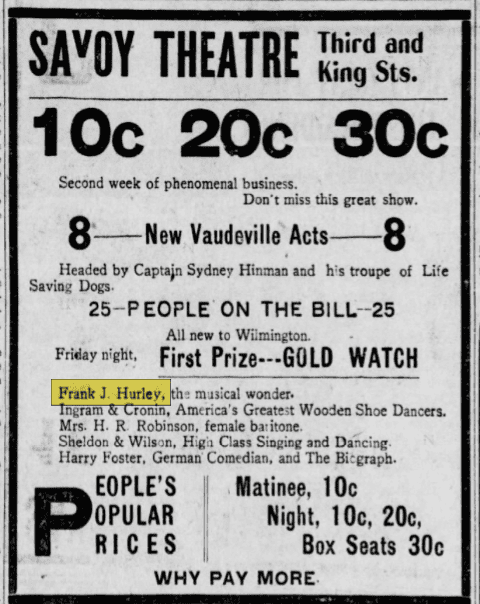 SAVOY THEATRE Third and
King Sts.
10c 20c 30c
Second week of phenomenal business.
Don't miss this great show.
8—New Vaudeville Acts—8
Headed by Captain Sydney Hinman and his troupe of Life
Saving Dogs.
25-PEOPLE ON THE BILL--25
All new to Wilmington.
Friday night, First Prize---GOLD WATCH
Frank J. Hurley, the musical wonder.
Ingram & Cronin, America's Greatest Wooden Shoe Dancers.
Mrs. H. R. Robinson, female baritone.
Sheldon & Wilson, High Class Singing and Dancing.
Harry Foster, German Comedian, and The Biograph.
PEOPLE'S
POPULAR
PRICES
Matinee, 10c
Night, 10c, 20c,
Box Seats 30c
WHY PAY MORE.